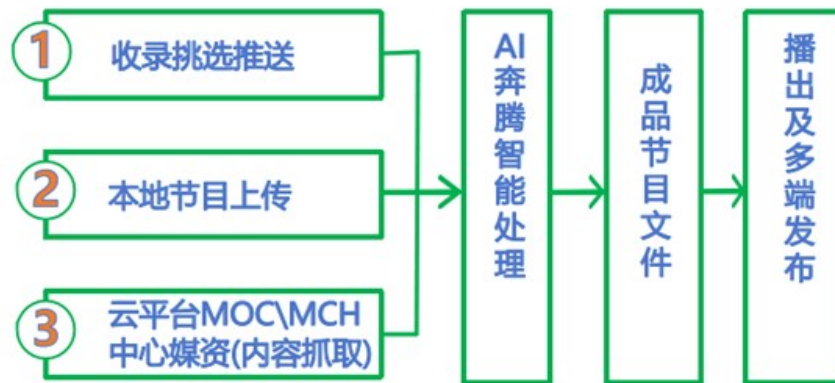 1 收录挑选推送
2 本地节目上传
3 云平台MOC\MCH
中心媒资(内容抓取)
AI奔腾智能处理
成品节目文件
播出及多端发布